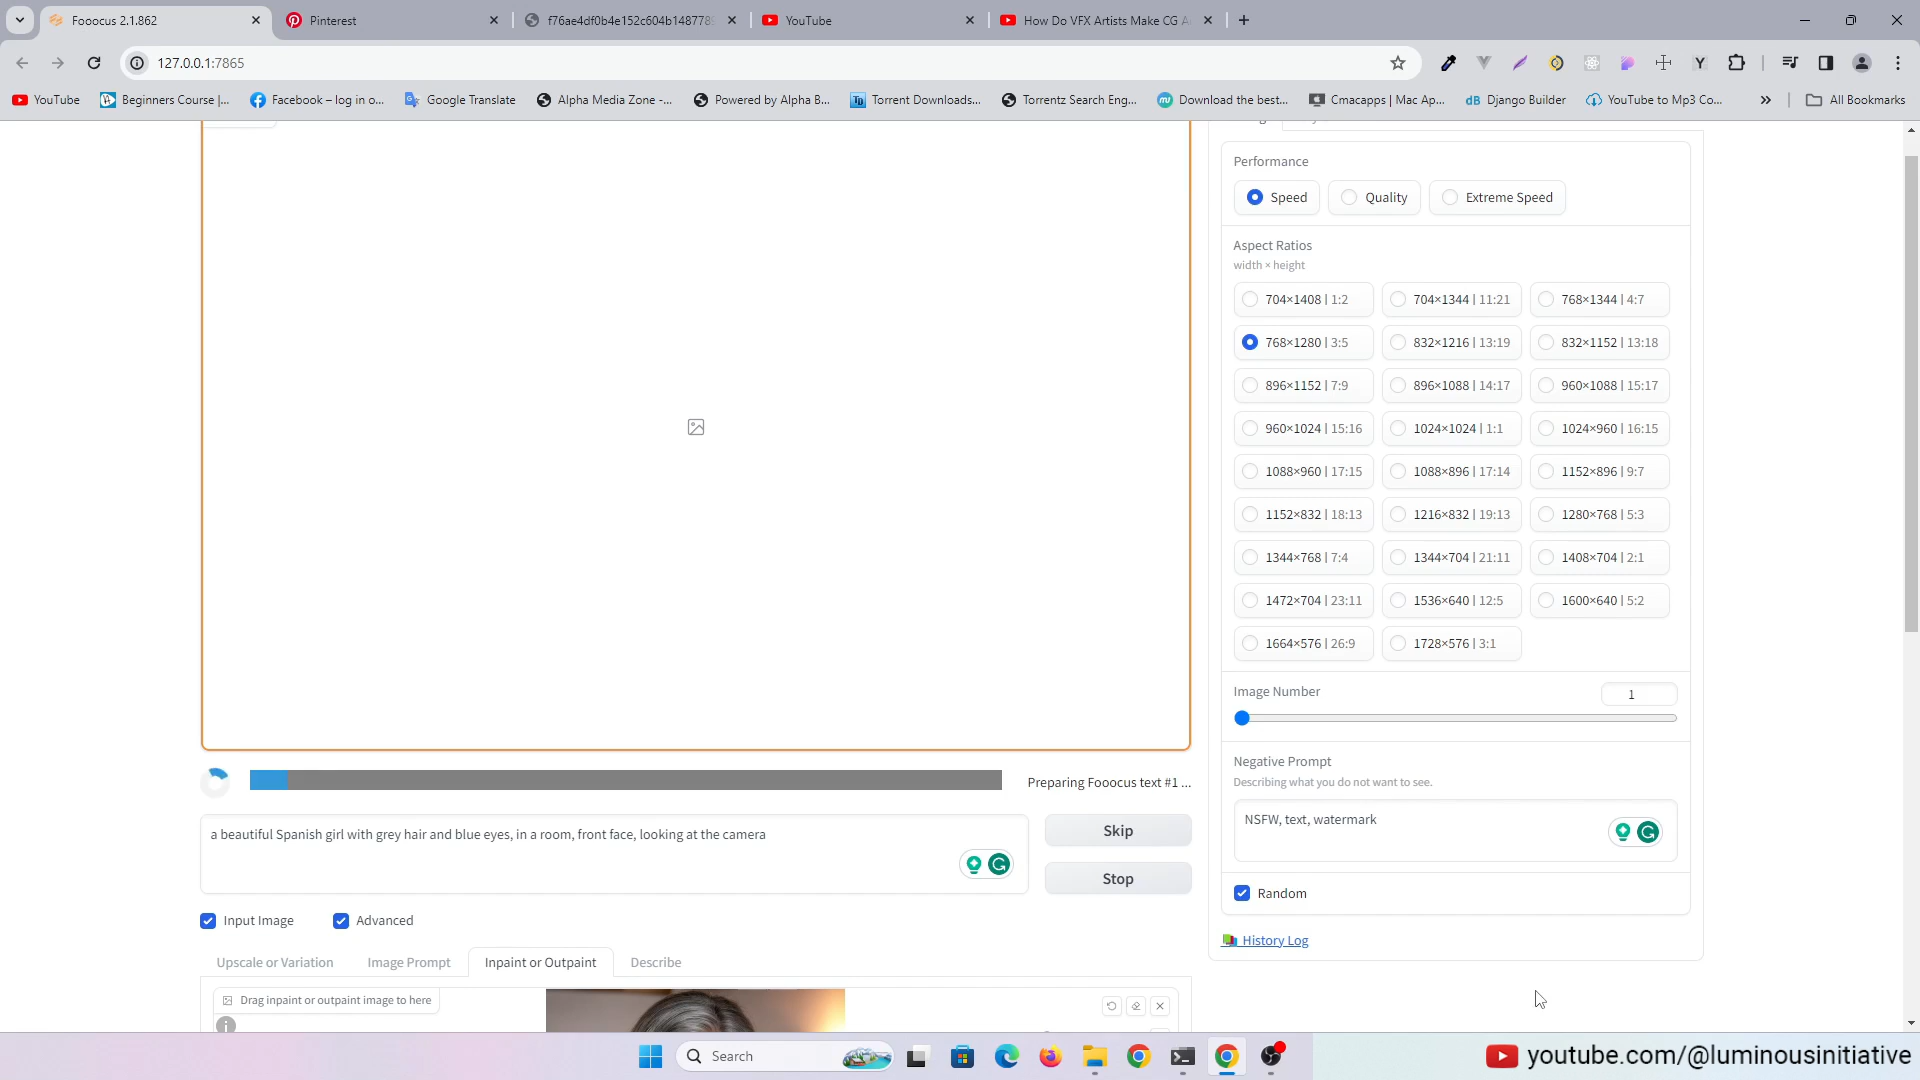 Fooocus 2.1.862
Pinterest
f76ae4df0b4e152c604b148778
YouTube
How Do VFX Artists Make CG A
127.0.0.1:7865
YouTube
Beginners Course |...
Facebook – log in o...
Google Translate
Alpha Media Zone -...
Powered by Alpha B...
Torrent Downloads...
Torrentz Search Eng...
Download the best...
Cmacapps | Mac Ap...
Django Builder
YouTube to Mp3 Co...
All Bookmarks
Performance
Speed
Quality
Extreme Speed
Aspect Ratios
width × height
704×1408 | 1:2
704×1344 | 11:21
768×1344 | 4:7
768×1280 | 3:5
832×1216 | 13:19
832×1152 | 13:18
896×1152 | 7:9
896×1088 | 14:17
960×1088 | 15:17
960×1024 | 15:16
1024×1024 | 1:1
1024×960 | 16:15
1088×960 | 17:15
1088×896 | 17:14
1152×896 | 9:7
1152×832 | 18:13
1216×832 | 19:13
1280×768 | 5:3
1344×768 | 7:4
1344×704 | 21:11
1408×704 | 2:1
1472×704 | 23:11
1536×640 | 12:5
1600×640 | 5:2
1664×576 | 26:9
1728×576 | 3:1
Image Number
1
Negative Prompt
Describing what you do not want to see.
NSFW, text, watermark
Random
History Log
Preparing Fooocus text #1 ...
a beautiful Spanish girl with grey hair and blue eyes, in a room, front face, looking at the camera
Skip
Stop
Input Image
Advanced
Upscale or Variation
Image Prompt
Inpaint or Outpaint
Describe
Drag inpaint or outpaint image to here
Search
youtube.com/@luminousinitiative